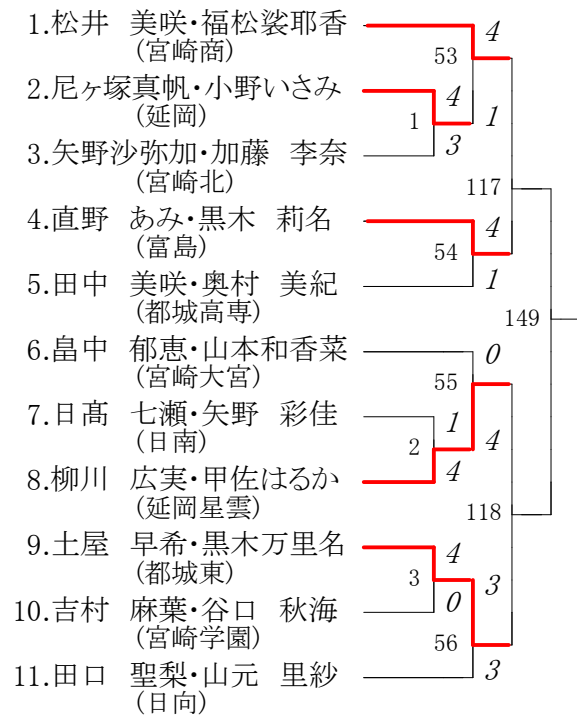 1.松井　美咲・福松裟耶香
(宮崎商)
2.尼ヶ塚真帆・小野いさみ
(延岡)
3.矢野沙弥加・加藤　李奈
(宮崎北)
4.直野　あみ・黒木　莉名
(富島)
5.田中　美咲・奥村　美紀
(都城高専)
6.畠中　郁恵・山本和香菜
(宮崎大宮)
7.日髙　七瀬・矢野　彩佳
(日南)
8.柳川　広実・甲佐はるか
(延岡星雲)
9.土屋　早希・黒木万里名
(都城東)
10.吉村　麻葉・谷口　秋海
(宮崎学園)
11.田口　聖梨・山元　里紗
(日向)
4
53
4
1
1
3
117
4
54
1
149
0
55
1
4
2
4
118
4
3
3
0
56
3